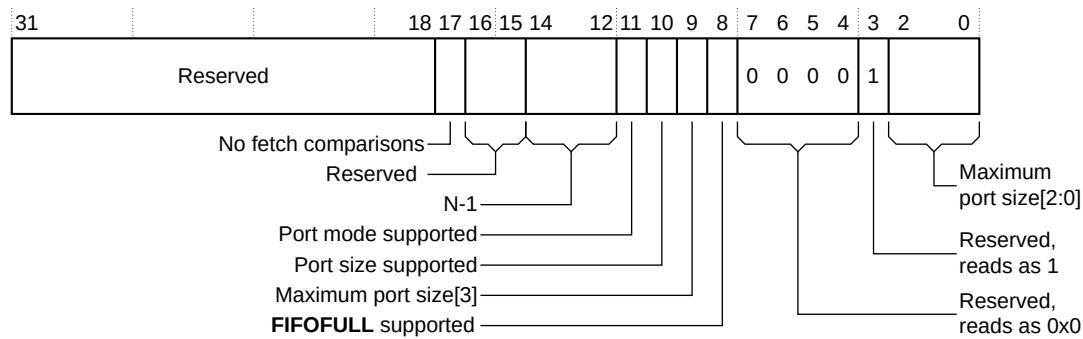 31 18 17 16 15 14 12 11 10 9 8 7 6 5 4 3 2 0
Reserved 0 0 0 0 1
No fetch comparisons
Reserved
N-1
Port mode supported
Port size supported
Maximum port size[3]
FIFOFULL supported
Maximum
port size[2:0]
Reserved,
reads as 1
Reserved,
reads as 0x0